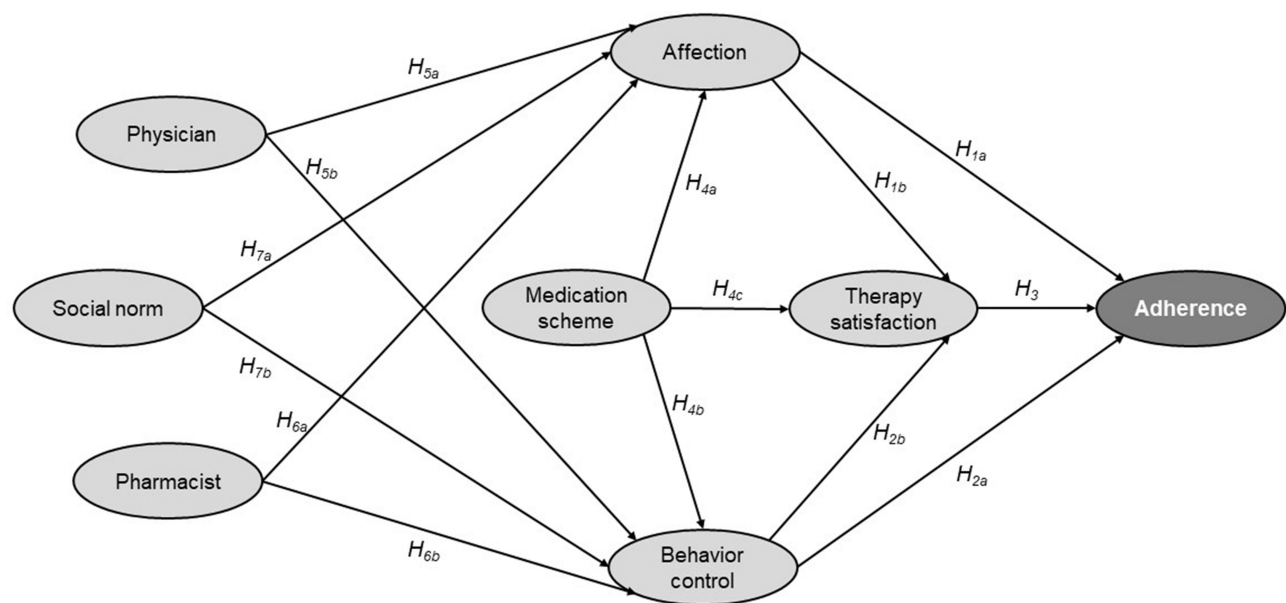 Affection
H5a
Physician
H1a
H5b
H1b
H4a
H7a
Medication
scheme
H4c
Therapy
satisfaction
H3
Adherence
Social norm
H7b
H4b
H6a
H2b
H2a
Pharmacist
H6b
Behavior
control